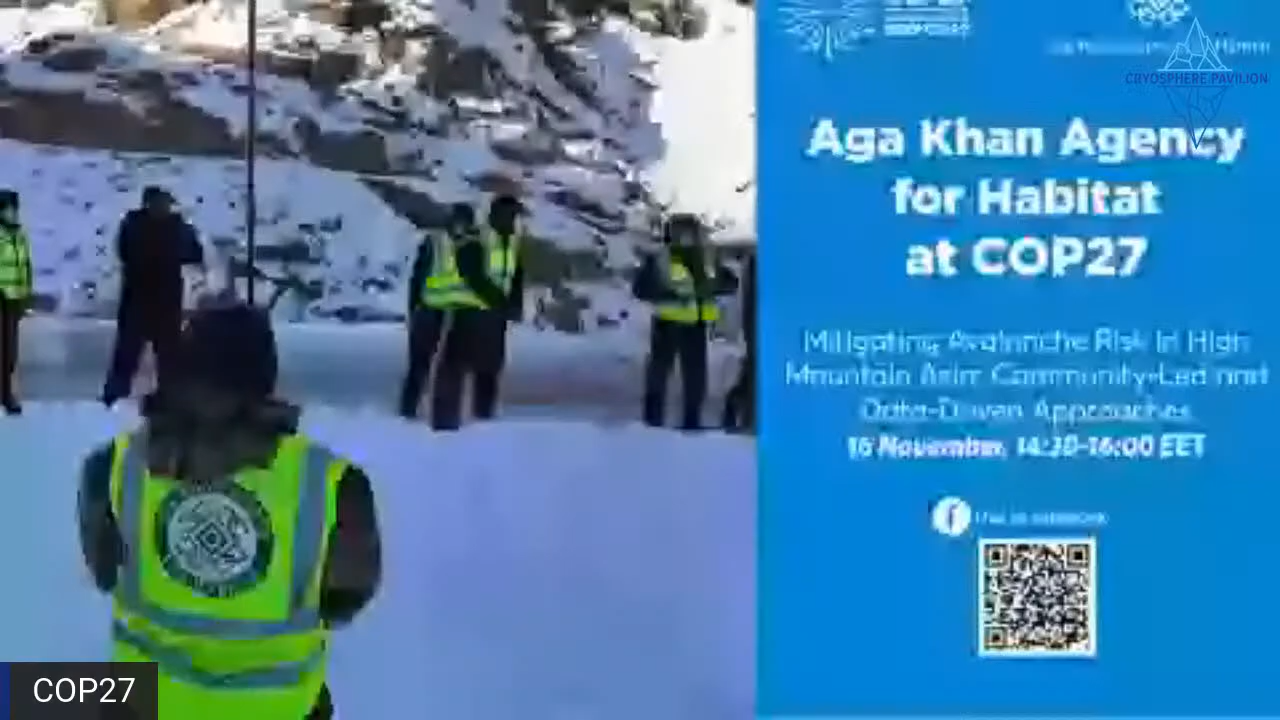 CRYOSPHERE PAVILION
Aga Khan Agency
for Habitat
at COP27
Mitigating Avalanche Risk in High
Mountain Asia: Community-Led and
Data-Driven Approaches
16 November, 14:30-16:00 EET
COP27